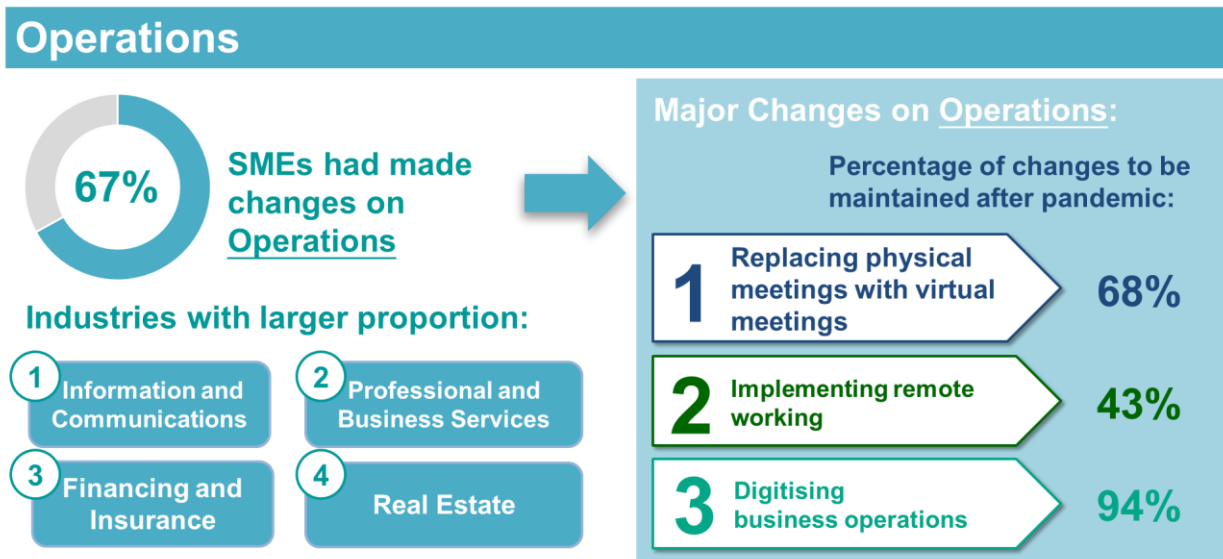 Operations
67%
SMEs had made
changes on
Operations
Industries with larger proportion:
1
Information and
Communications
2
Professional and
Business Services
3
Financing and
Insurance
4
Real Estate
Major Changes on Operations:
Percentage of changes to be
maintained after pandemic:
1
Replacing physical
meetings with virtual
meetings
68%
2
Implementing remote
working
43%
3
Digitising
business operations
94%